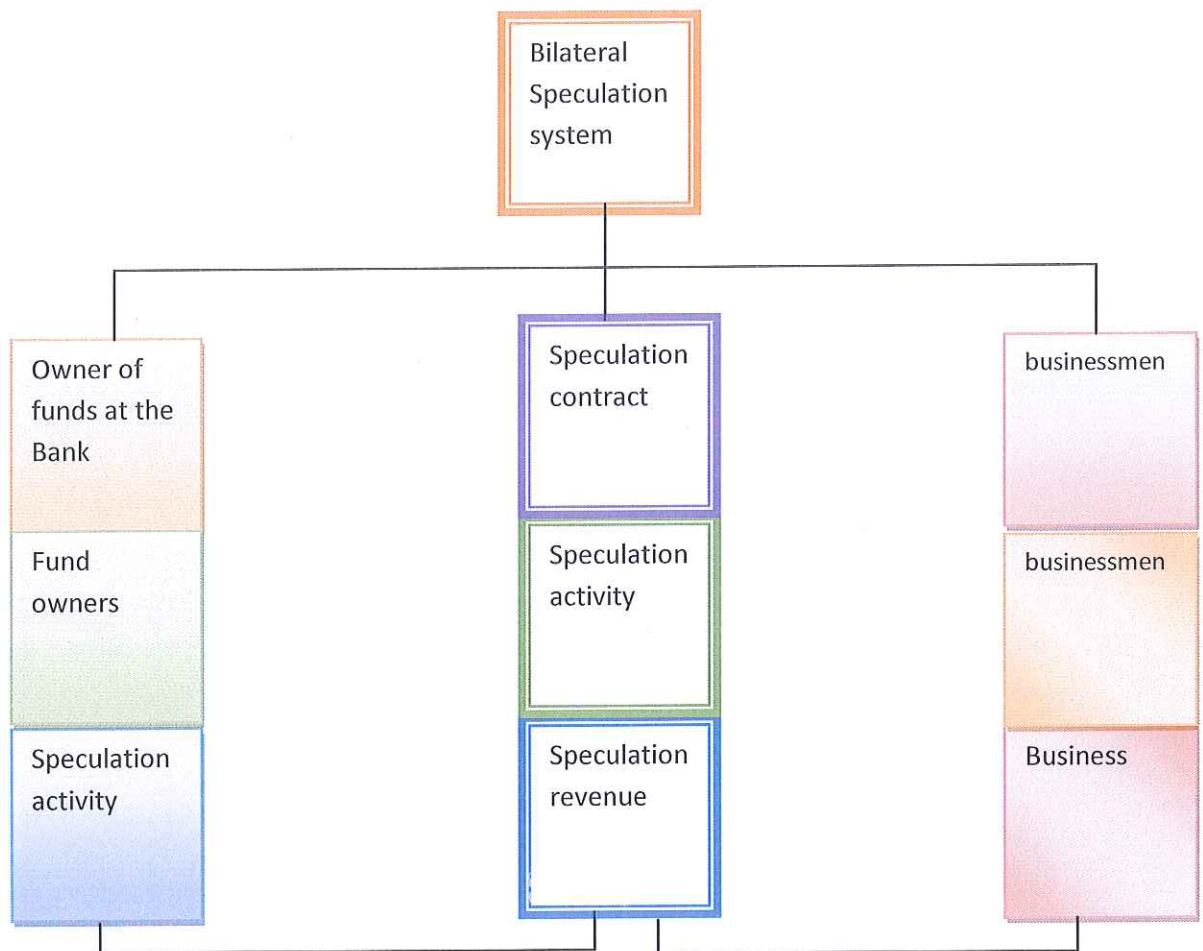 Bilateral
Speculation
system
Owner of
funds at the
Bank
Speculation
contract
businessmen
Fund
owners
Speculation
activity
businessmen
Speculation
activity
Speculation
revenue
Business